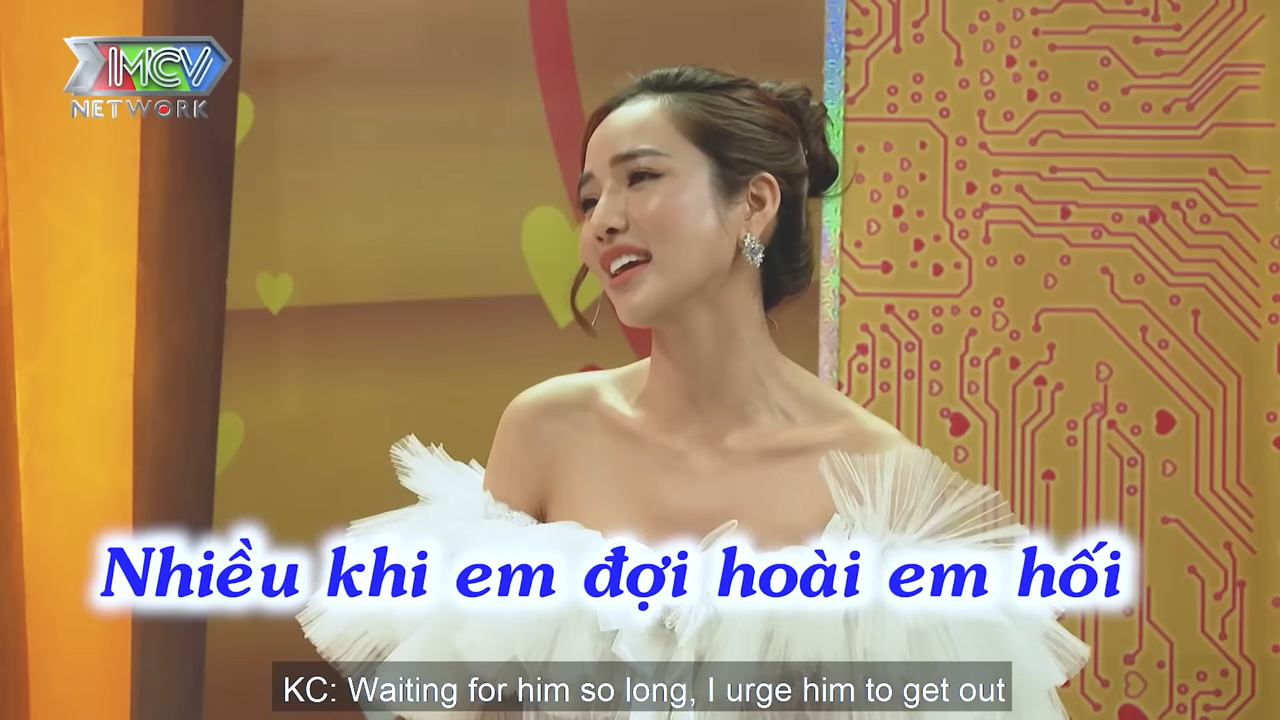 MCV
NETWORK
Nhiều khi em đợi hoài em hối
KC: Waiting for him so long, I urge him to get out